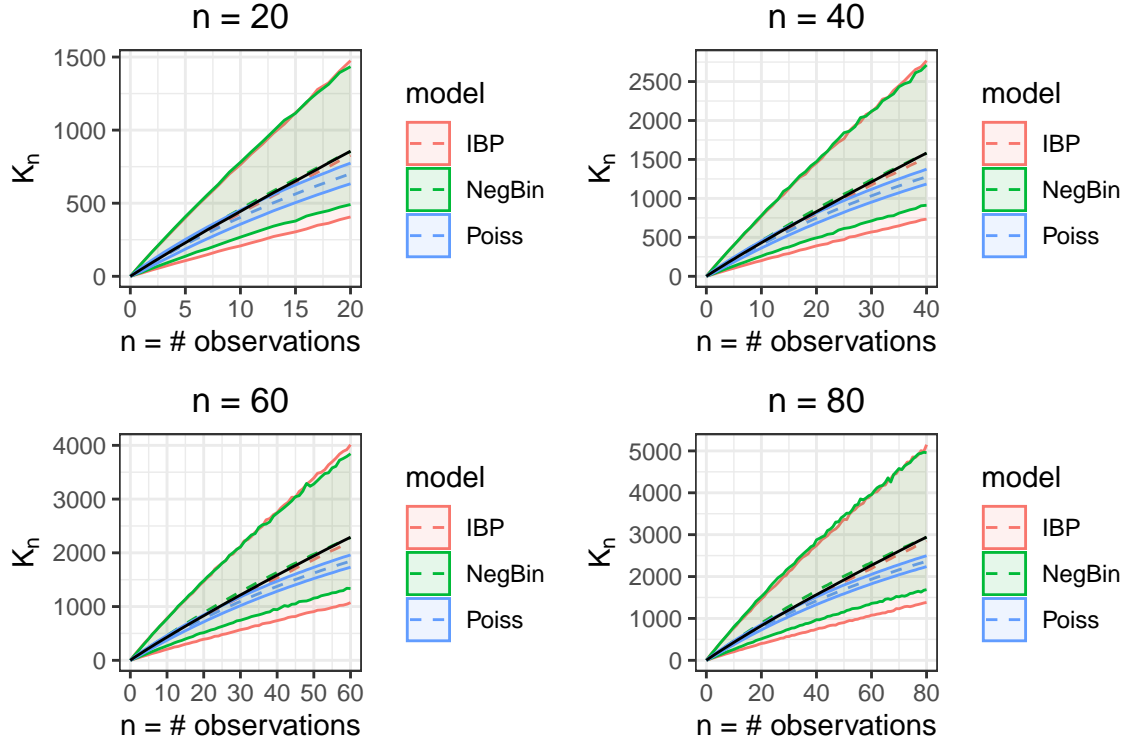 n = 20
1500
1000
500
0
K_n
0 5 10 15 20
n = # observations
model
IBP
NegBin
Poiss
n = 40
2500
2000
1500
1000
500
0
K_n
0 10 20 30 40
n = # observations
model
IBP
NegBin
Poiss
n = 60
4000
3000
2000
1000
0
K_n
0 10 20 30 40 50 60
n = # observations
model
IBP
NegBin
Poiss
n = 80
5000
4000
3000
2000
1000
0
K_n
0 20 40 60 80
n = # observations
model
IBP
NegBin
Poiss